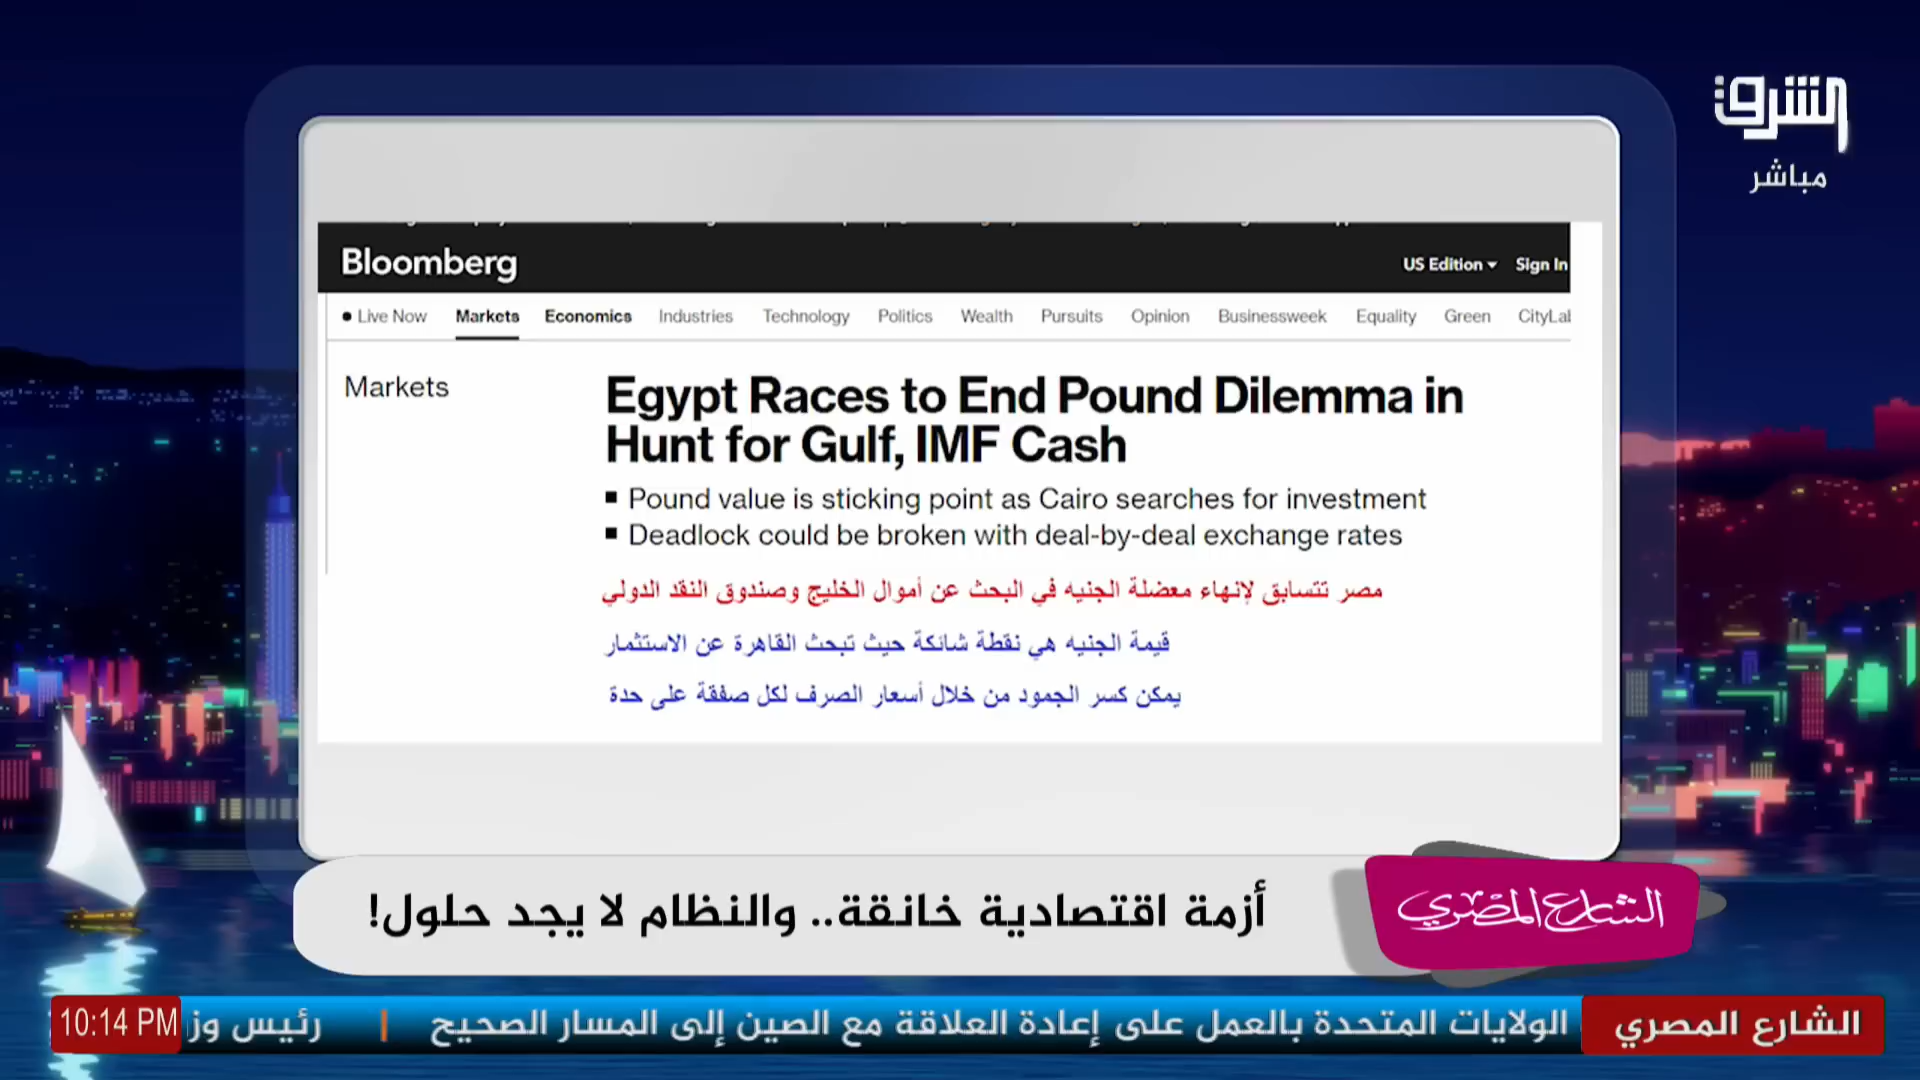 الشرق
مباشر
Bloomberg
US Edition
Sign In
Live Now Markets Economics Industries Technology Politics Wealth Pursuits Opinion Businessweek Equality Green CityLab
Markets
Egypt Races to End Pound Dilemma in
Hunt for Gulf, IMF Cash
Pound value is sticking point as Cairo searches for investment
Deadlock could be broken with deal-by-deal exchange rates
مصر تتسابق لإنهاء معضلة الجنيه في البحث عن أموال الخليج وصندوق النقد الدولي
قيمة الجنيه هي نقطة شائكة حيث تبحث القاهرة عن الاستثمار
يمكن كسر الجمود من خلال أسعار الصرف لكل صفقة على حدة
الشارع المصري
أزمة اقتصادية خانقة.. والنظام لا يجد حلول!
الشارع المصري
الولايات المتحدة بالعمل على إعادة العلاقة مع الصين إلى المسار الصحيح | رئيس وز
10:14 PM